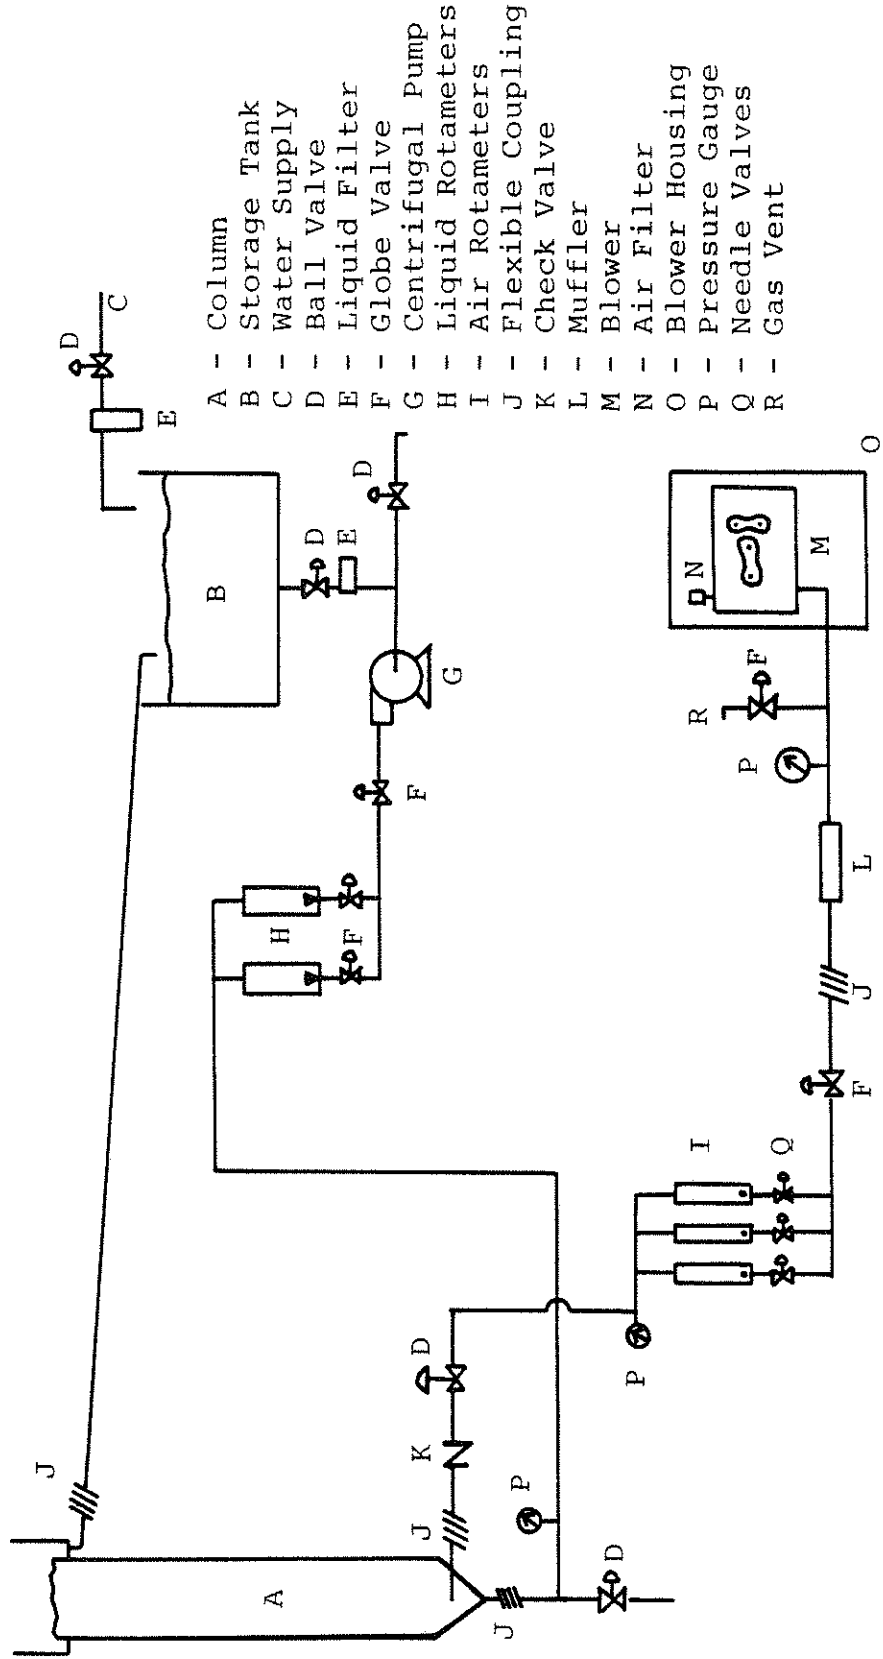 J
D
C
E
B
A
H
D
E
F
D
F
J K D
G
J
P
D
P
N
I
R
P
F
Q
M
F J L
O
A - Column
B - Storage Tank
C - Water Supply
D - Ball Valve
E - Liquid Filter
F - Globe Valve
G - Centrifugal Pump
H - Liquid Rotameters
I - Air Rotameters
J - Flexible Coupling
K - Check Valve
L - Muffler
M - Blower
N - Air Filter
O - Blower Housing
P - Pressure Gauge
Q - Needle Valves
R - Gas Vent